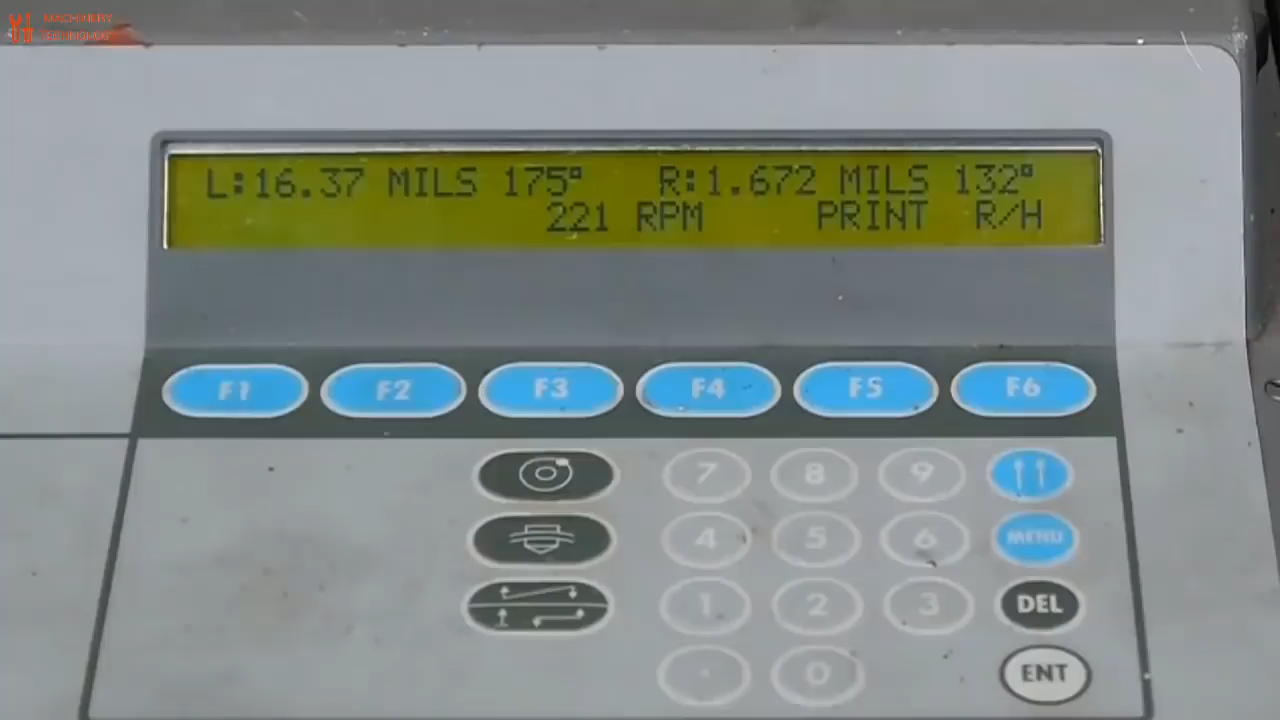 MACHINERY
L:16.37 MILS 175° R:1.672 MILS 132°
221 RPM PRINT R/H
F1 F2 F3 F4 F5 F6
7 8 9
4 5 6 MENU
1 2 3 DEL
. 0 ENT